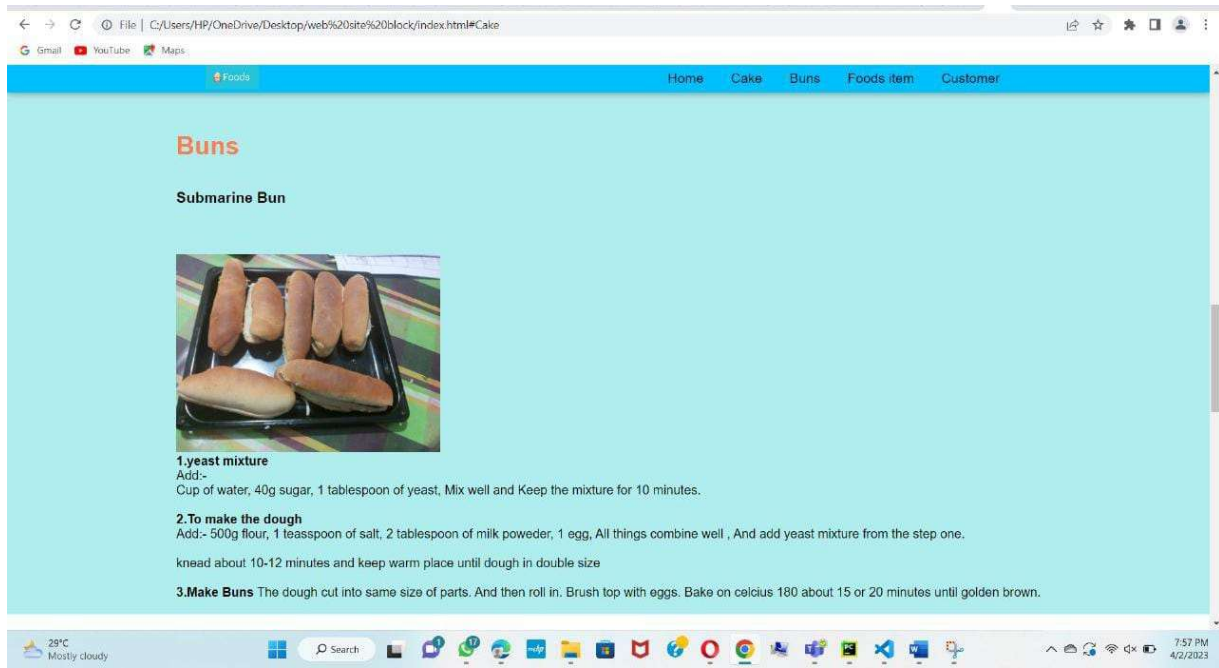 File | C:/Users/HP/OneDrive/Desktop/web%20site%20block/index.html#Cake
Gmail YouTube Maps
Foods Home Cake Buns Foods item Customer
Buns
Submarine Bun
1.yeast mixture
Add:-
Cup of water, 40g sugar, 1 tablespoon of yeast, Mix well and Keep the mixture for 10 minutes.
2.To make the dough
Add:- 500g flour, 1 teasspoon of salt, 2 tablespoon of milk poweder, 1 egg, All things combine well , And add yeast mixture from the step one.
knead about 10-12 minutes and keep warm place until dough in double size
3.Make Buns The dough cut into same size of parts. And then roll in. Brush top with eggs. Bake on celcius 180 about 15 or 20 minutes until golden brown.
29°C
Mostly cloudy
Search
17
7:57 PM
4/2/2023